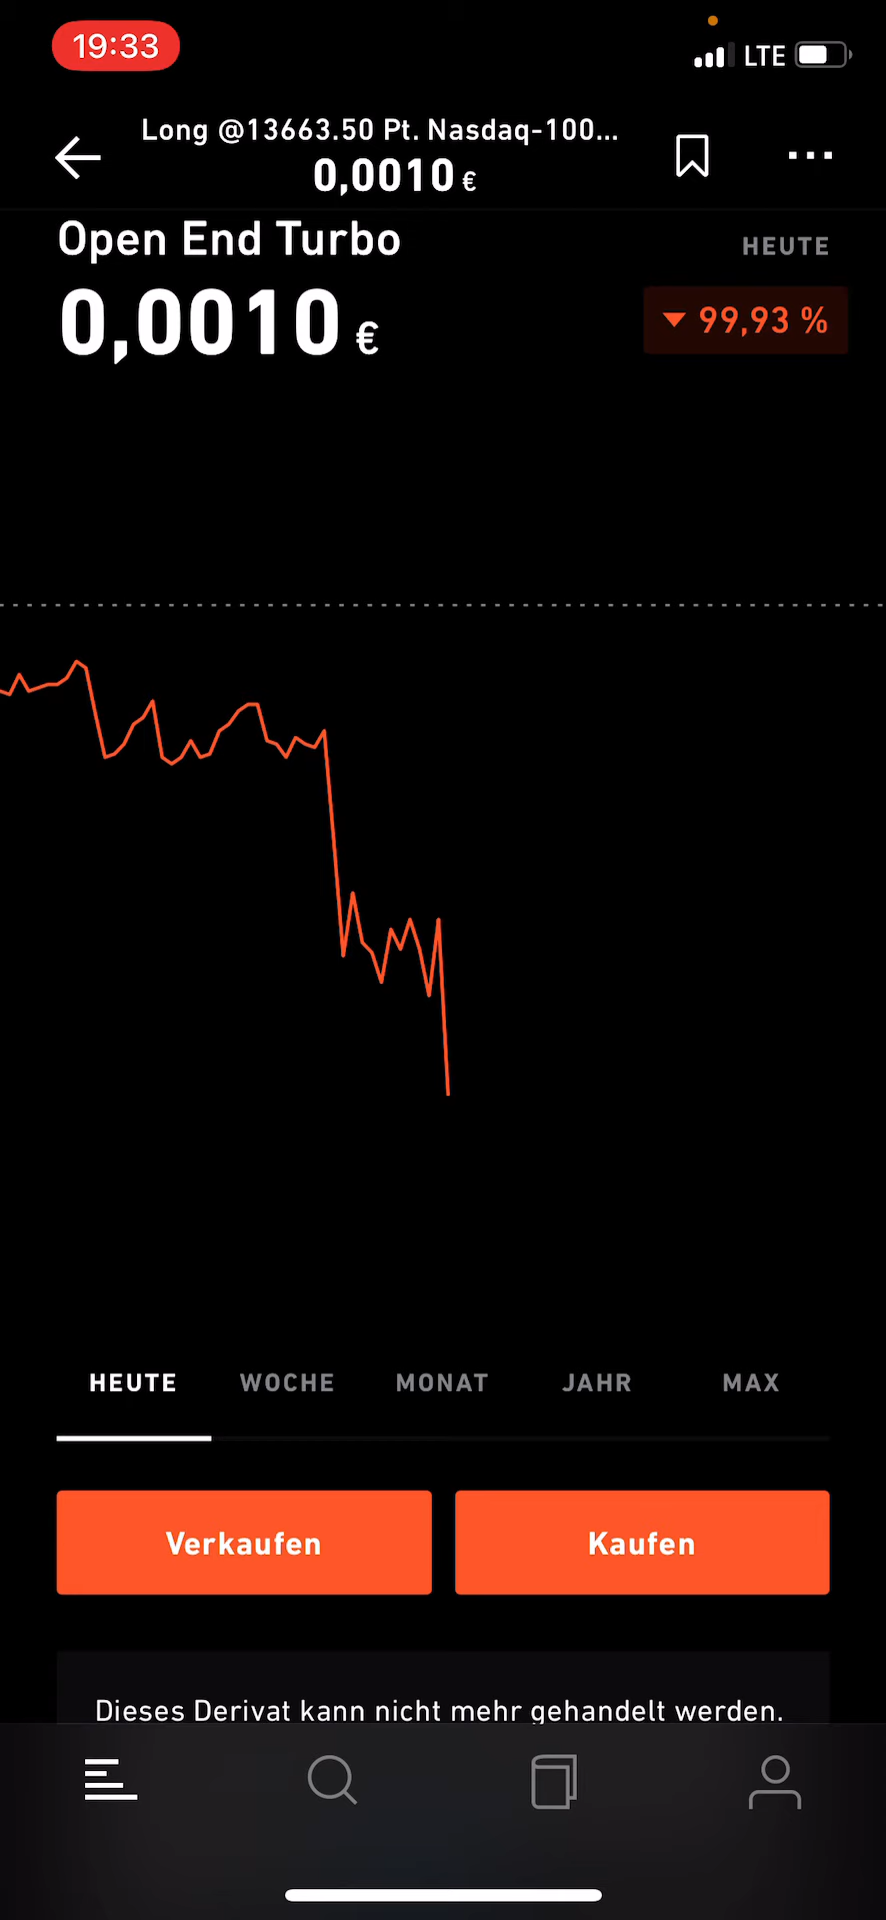 19:33
LTE
Long @13663.50 Pt. Nasdaq-100...
0,0010 €
Open End Turbo
HEUTE
0,0010 €
99,93 %
HEUTE WOCHE MONAT JAHR MAX
Verkaufen Kaufen
Dieses Derivat kann nicht mehr gehandelt werden.